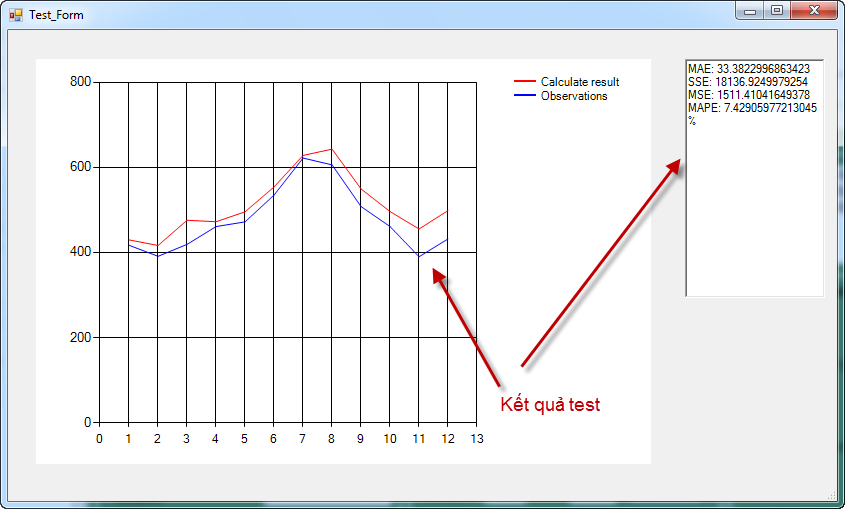 Test_Form
800
600
400
200
0
0 1 2 3 4 5 6 7 8 9 10 11 12 13
Calculate result
Observations
MAE: 33.3822996863423
SSE: 18136.9249979254
MSE: 1511.41041649378
MAPE: 7.42905977213045
%
Kết quả test